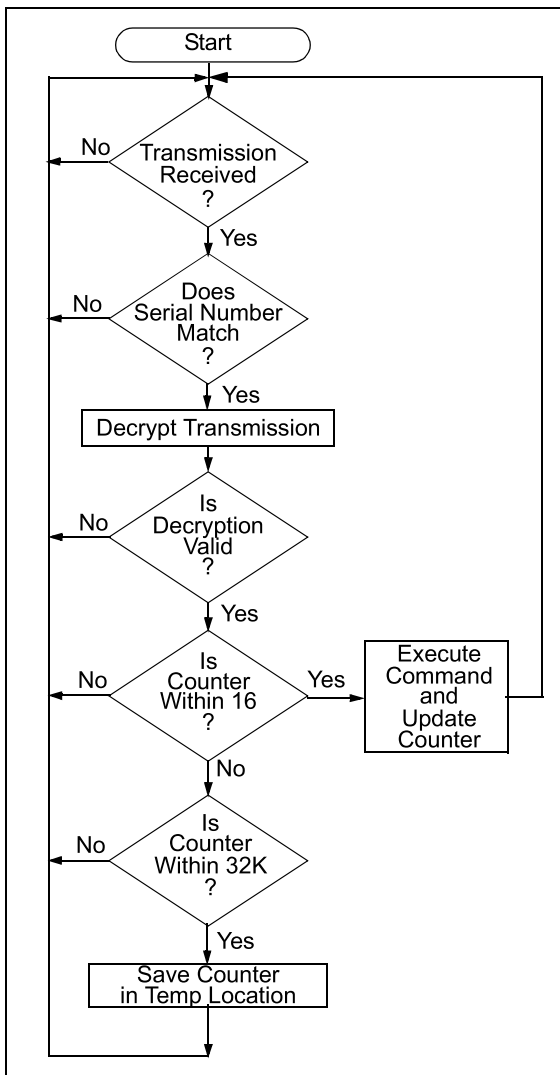 Start
No
Transmission
Received
?
Yes
No
Does
Serial Number
Match
?
Yes
Decrypt Transmission
No
Is
Decryption
Valid
?
Yes
No
Is
Counter
Within 16
?
Yes
Execute
Command
and
Update
Counter
No
No
Is
Counter
Within 32K
?
Yes
Save Counter
in Temp Location